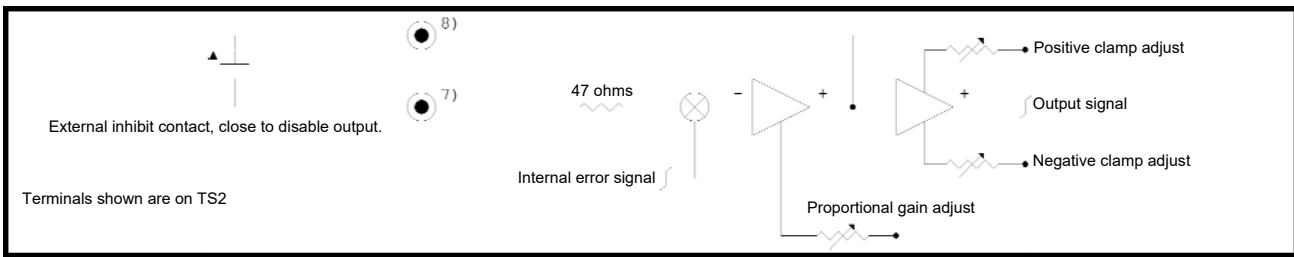 8)
Positive clamp adjust
47 ohms
7)
- +
+
Output signal
External inhibit contact, close to disable output.
Negative clamp adjust
Internal error signal
Terminals shown are on TS2
Proportional gain adjust